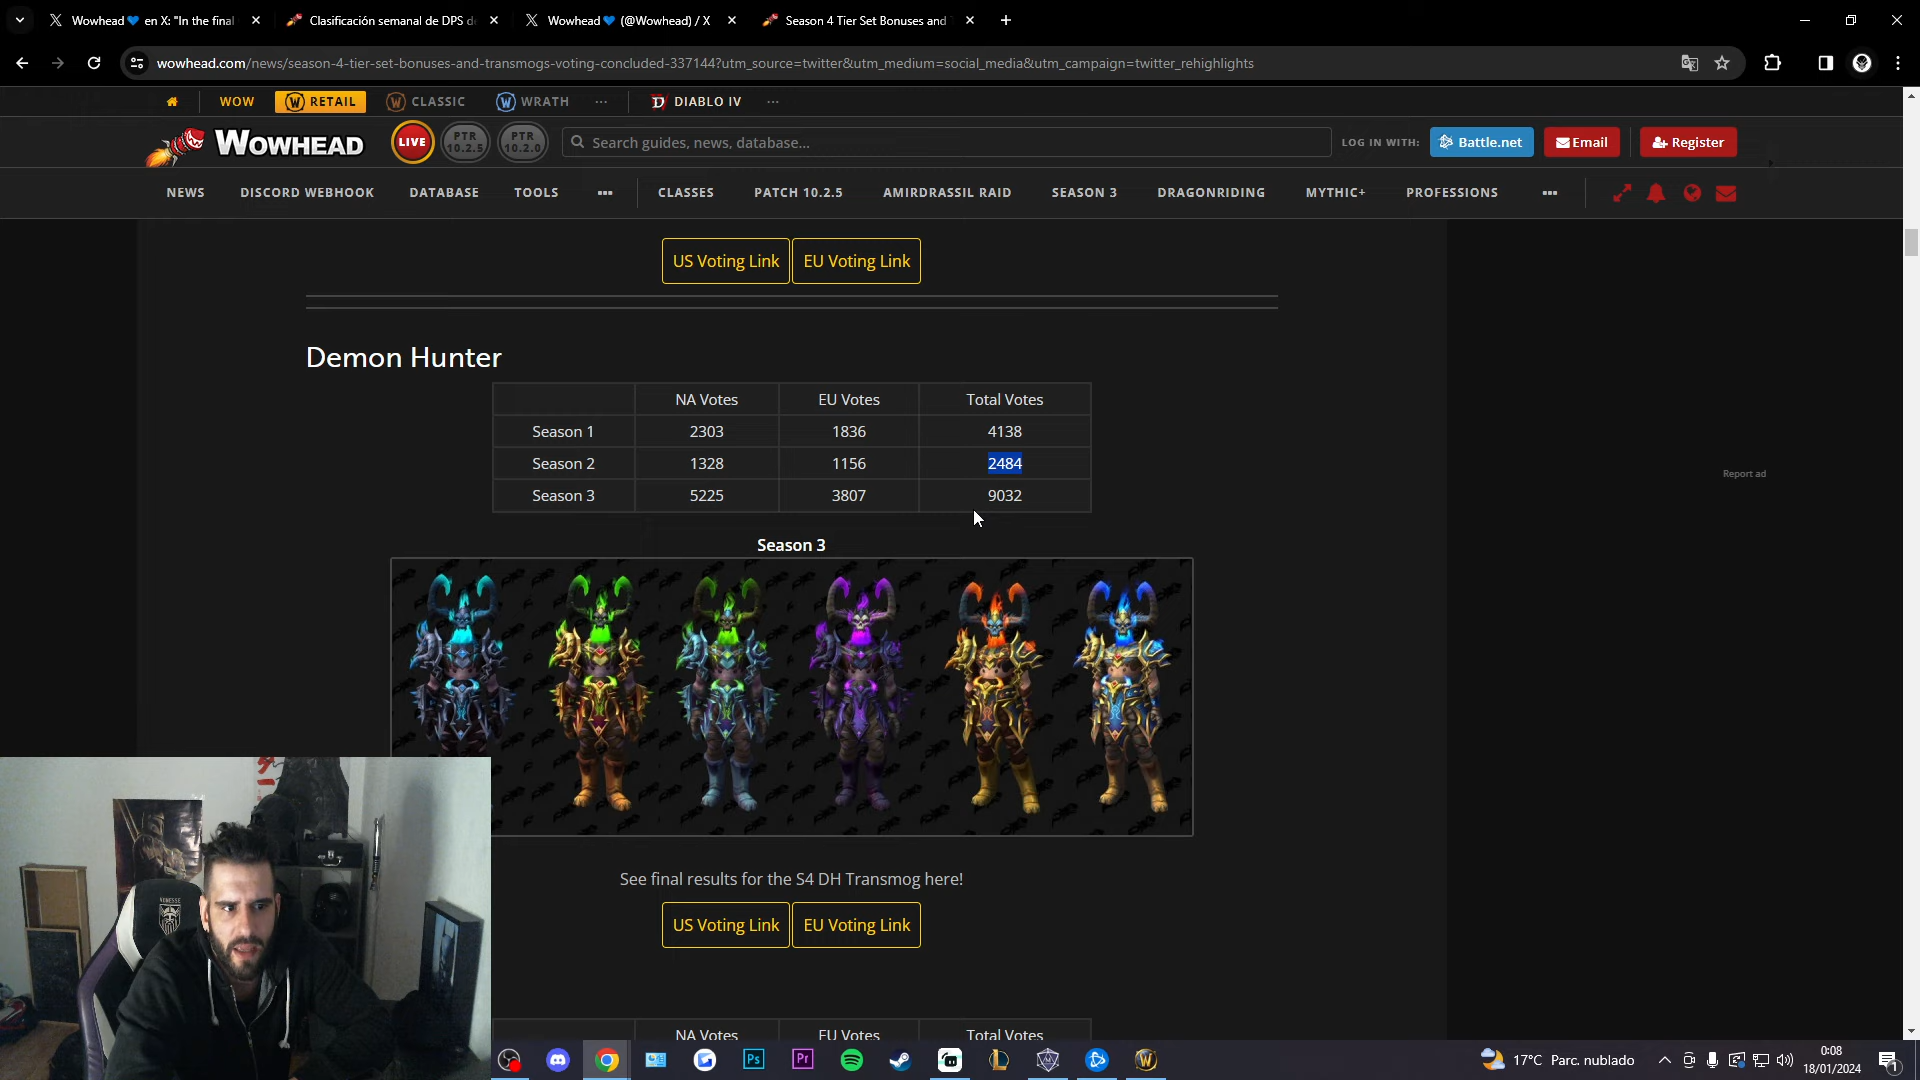 Wowhead💙 en X: "In the final
Clasificación semanal de DPS d
Wowhead💙 (@Wowhead) / X
Season 4 Tier Set Bonuses and
wowhead.com/news/season-4-tier-set-bonuses-and-transmogs-voting-concluded-337144?utm_source=twitter&utm_medium=social_media&utm_campaign=twitter_rehighlights
WOW RETAIL CLASSIC WRATH ... DIABLO IV ...
WOWHEAD LIVE PTR 10.2.5 PTR 10.2.0 Search guides, news, database... LOG IN WITH: Battle.net Email Register
NEWS DISCORD WEBHOOK DATABASE TOOLS ... CLASSES PATCH 10.2.5 AMIRDRASSIL RAID SEASON 3 DRAGONRIDING MYTHIC+ PROFESSIONS ...
US Voting Link EU Voting Link
Demon Hunter
NA Votes EU Votes Total Votes
Season 1 2303 1836 4138
Season 2 1328 1156 2484
Season 3 5225 3807 9032
Report ad
Season 3
See final results for the S4 DH Transmog here!
US Voting Link EU Voting Link
NA Votes EU Votes Total Votes
17°C Parc. nublado
0:08
18/01/2024
1